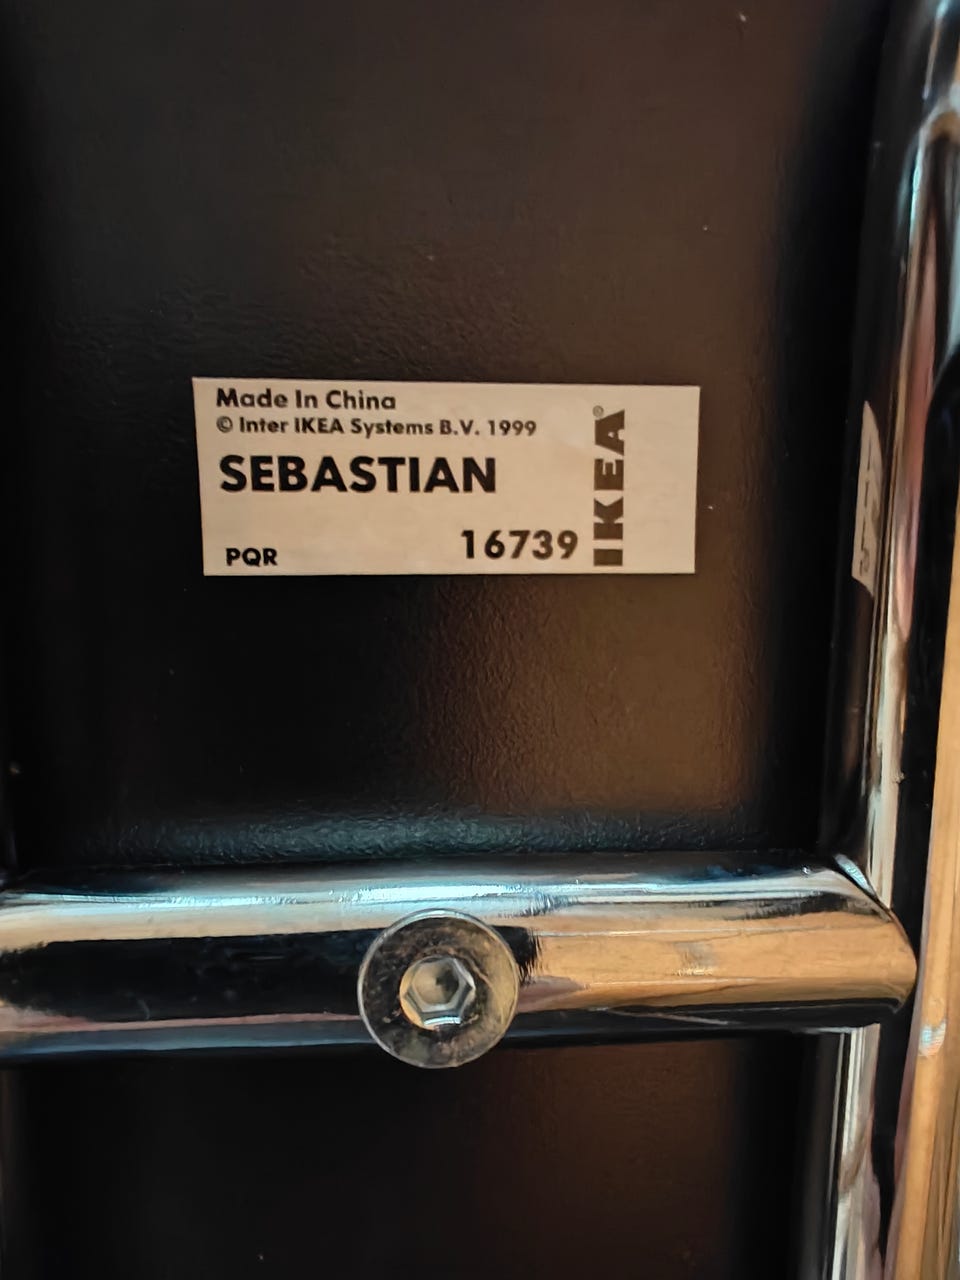 Made In China
© Inter IKEA Systems B.V. 1999
SEBASTIAN
PQR
16739
IKEA®